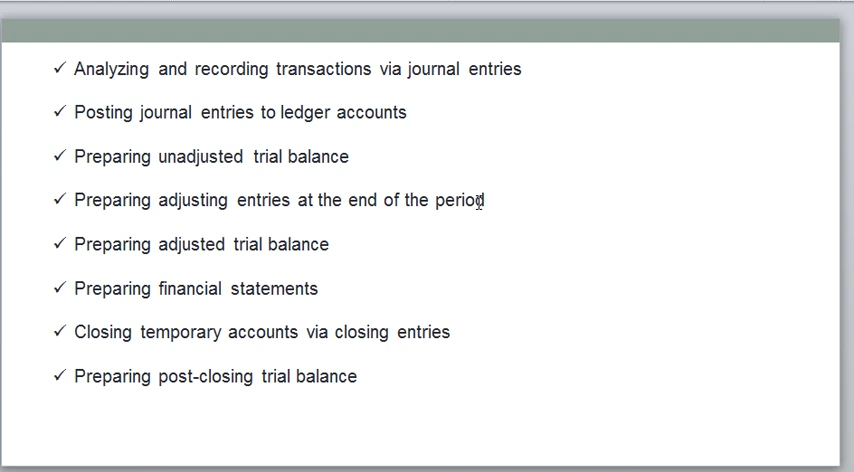 ✓ Analyzing and recording transactions via journal entries
✓ Posting journal entries to ledger accounts
✓ Preparing unadjusted trial balance
✓ Preparing adjusting entries at the end of the period
✓ Preparing adjusted trial balance
✓ Preparing financial statements
✓ Closing temporary accounts via closing entries
✓ Preparing post-closing trial balance